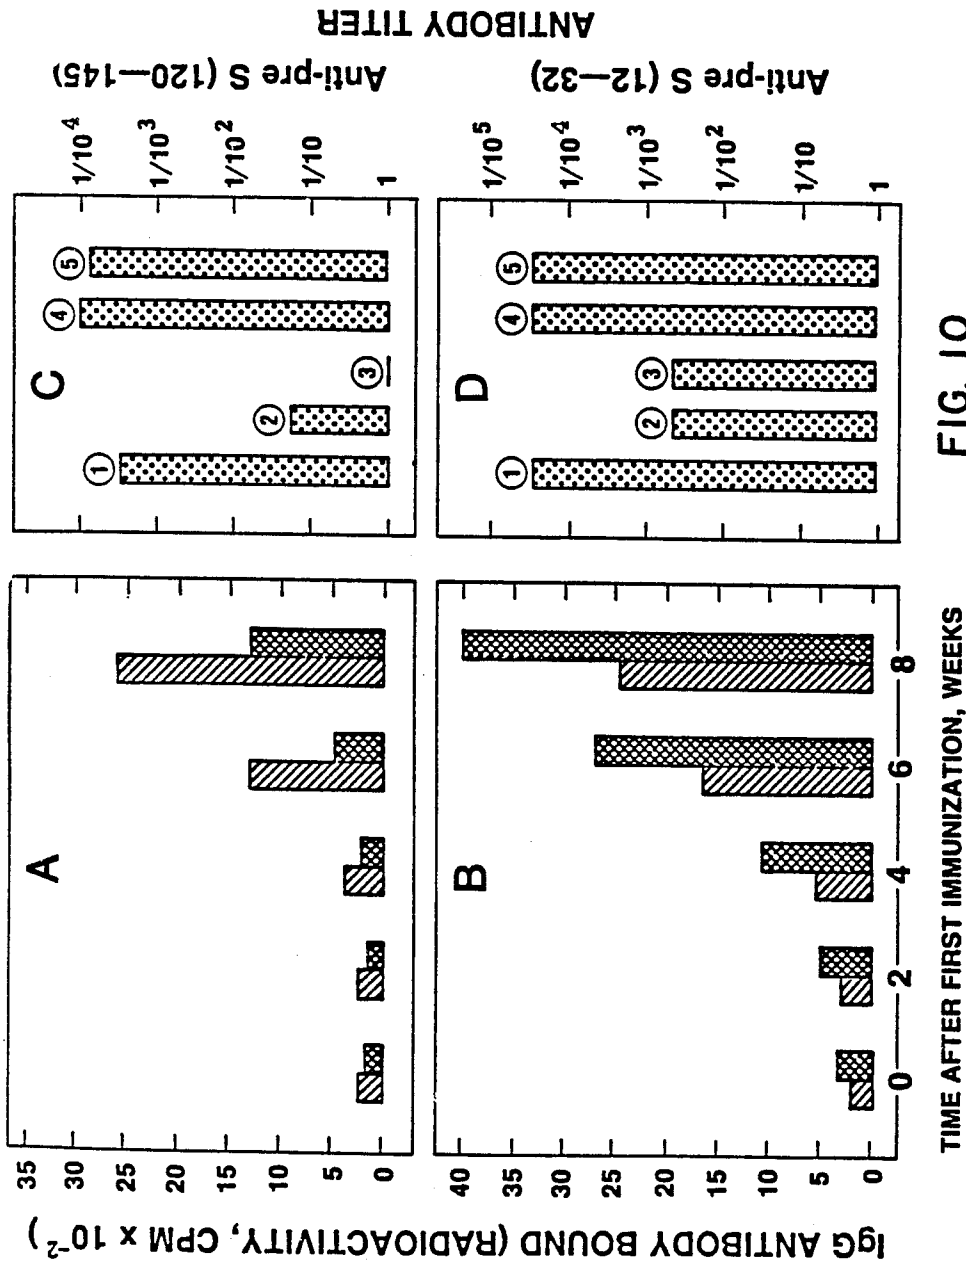 IgG ANTIBODY BOUND (RADIOACTIVITY, CPM x 10⁻²)
A
35
30
25
20
15
10
5
0
B
40
35
30
25
20
15
10
5
0
0 2 4 6 8
TIME AFTER FIRST IMMUNIZATION, WEEKS
C
① ② ③ ④ ⑤
1/10⁴
1/10³
1/10²
1/10
1
Anti-pre S (120—145)
D
① ② ③ ④ ⑤
1/10⁵
1/10⁴
1/10³
1/10²
1/10
1
Anti-pre S (12—32)
ANTIBODY TITER
FIG. 10